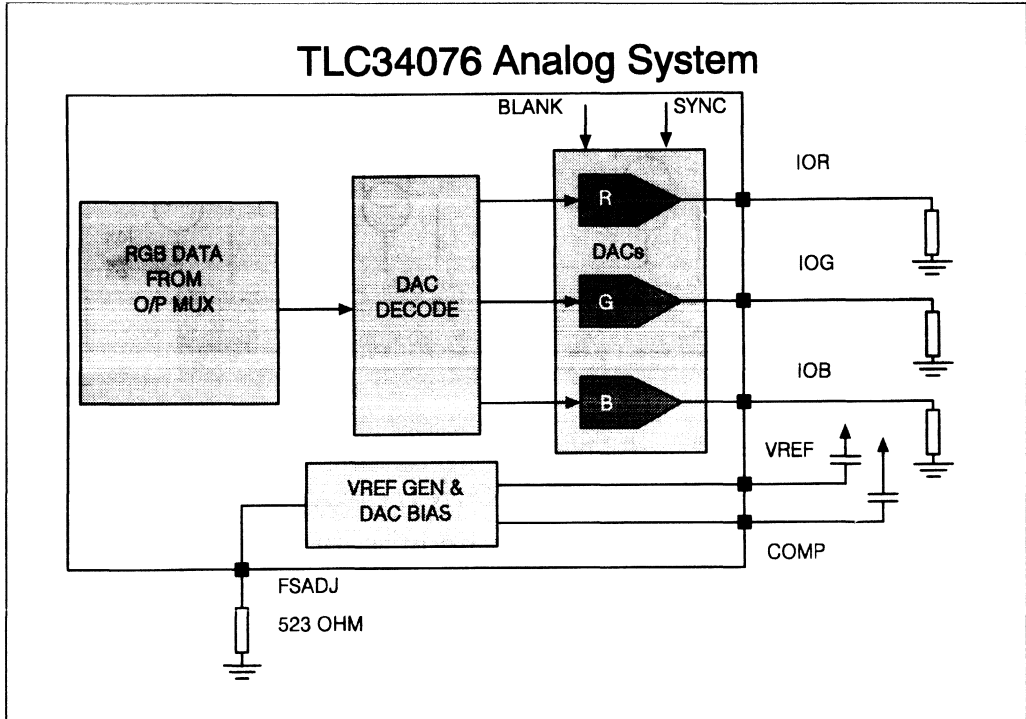 TLC34076 Analog System
BLANK
SYNC
IOR
R
RGB DATA
FROM
O/P MUX
DAC
DECODE
DACs
IOG
G
IOB
B
VREF
VREF GEN &
DAC BIAS
COMP
FSADJ
523 OHM